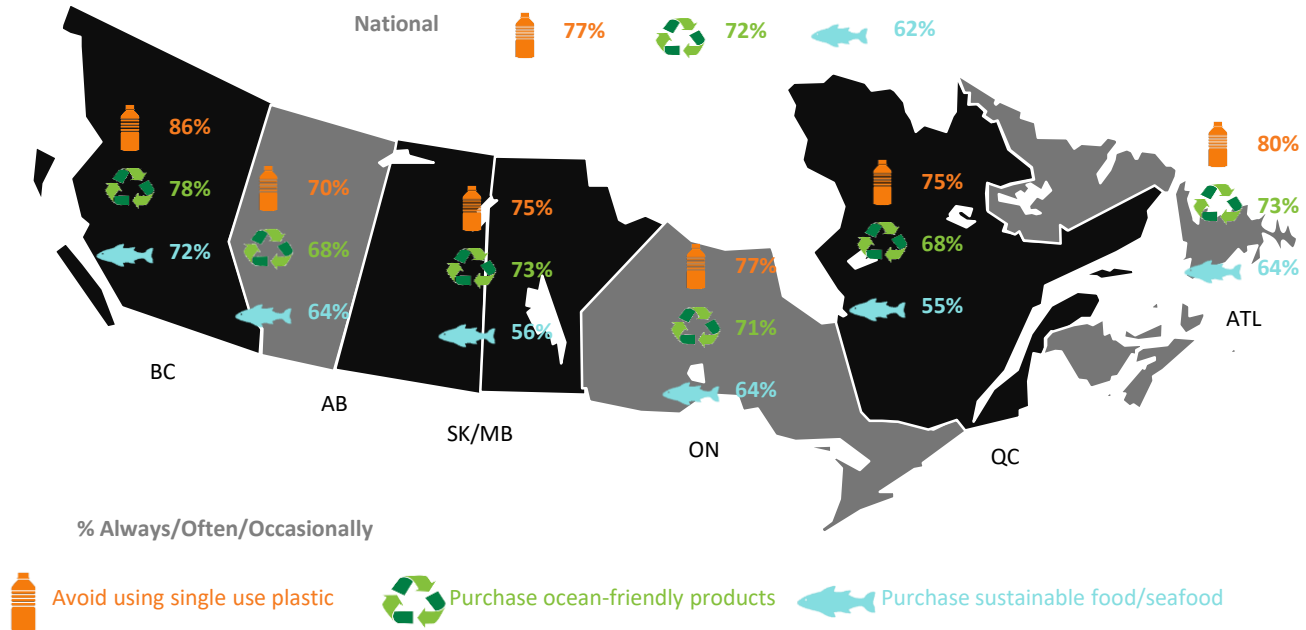 National 77% 72% 62%
86%
78%
72%
BC
70%
68%
64%
AB
75%
73%
56%
SK/MB
77%
71%
64%
ON
75%
68%
55%
QC
80%
73%
64%
ATL
% Always/Often/Occasionally
Avoid using single use plastic Purchase ocean-friendly products Purchase sustainable food/seafood